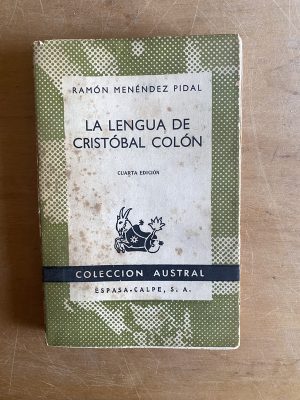 RAMÓN MENÉNDEZ PIDAL
LA LENGUA DE
CRISTÓBAL COLÓN
CUARTA EDICIÓN
COLECCION AUSTRAL
ESPASA-CALPE, S. A.